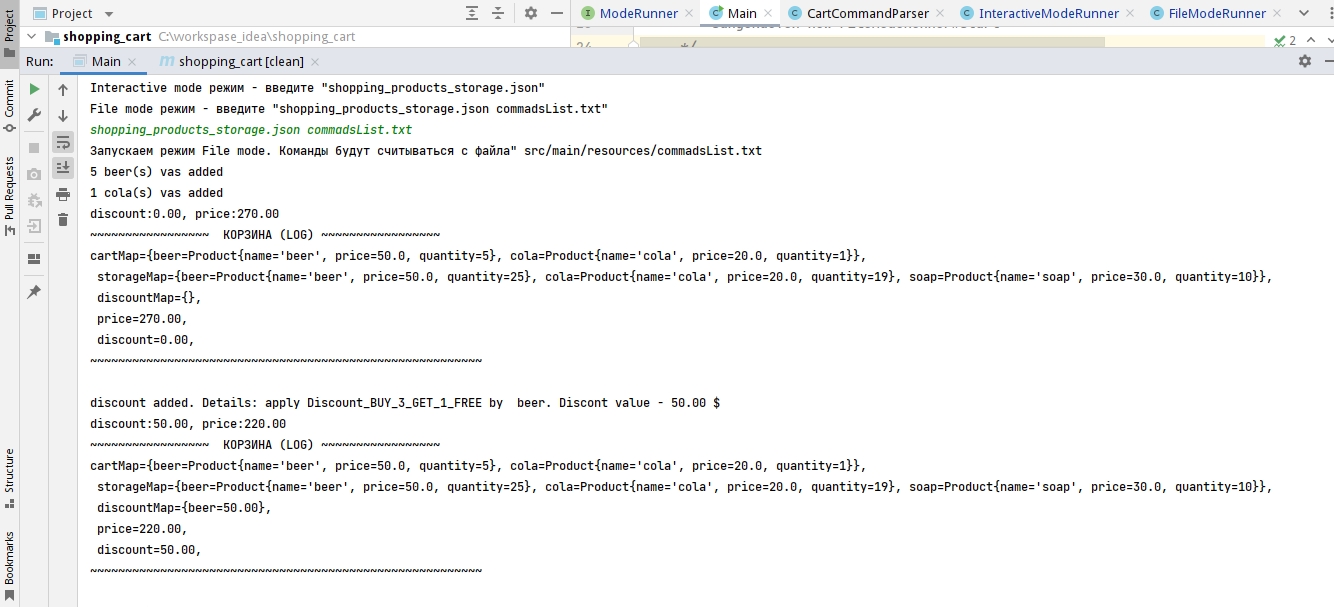 Project
ModeRunner
Main
CartCommandParser
InteractiveModeRunner
FileModeRunner
shopping_cart C:\workspase_idea\shopping_cart
*/
2
Run:
Main
shopping_cart [clean]
Project
Commit
Pull Requests
Structure
Bookmarks
Interactive mode режим - введите "shopping_products_storage.json"
File mode режим - введите "shopping_products_storage.json commadsList.txt"
shopping_products_storage.json commadsList.txt
Запускаем режим File mode. Команды будут считываться с файла" src/main/resources/commadsList.txt
5 beer(s) vas added
1 cola(s) vas added
discount:0.00, price:270.00
~~~~~~~~~~~~~~~~~ КОРЗИНА (LOG) ~~~~~~~~~~~~~~~~~
cartMap={beer=Product{name='beer', price=50.0, quantity=5}, cola=Product{name='cola', price=20.0, quantity=1}},
storageMap={beer=Product{name='beer', price=50.0, quantity=25}, cola=Product{name='cola', price=20.0, quantity=19}, soap=Product{name='soap', price=30.0, quantity=10}},
discountMap={},
price=270.00,
discount=0.00,
~~~~~~~~~~~~~~~~~~~~~~~~~~~~~~~~~~~~~~~~~~~~~~~~~~~~~~~~
discount added. Details: apply Discount_BUY_3_GET_1_FREE by  beer. Discont value - 50.00 $
discount:50.00, price:220.00
~~~~~~~~~~~~~~~~~ КОРЗИНА (LOG) ~~~~~~~~~~~~~~~~~
cartMap={beer=Product{name='beer', price=50.0, quantity=5}, cola=Product{name='cola', price=20.0, quantity=1}},
storageMap={beer=Product{name='beer', price=50.0, quantity=25}, cola=Product{name='cola', price=20.0, quantity=19}, soap=Product{name='soap', price=30.0, quantity=10}},
discountMap={beer=50.00},
price=220.00,
discount=50.00,
~~~~~~~~~~~~~~~~~~~~~~~~~~~~~~~~~~~~~~~~~~~~~~~~~~~~~~~~